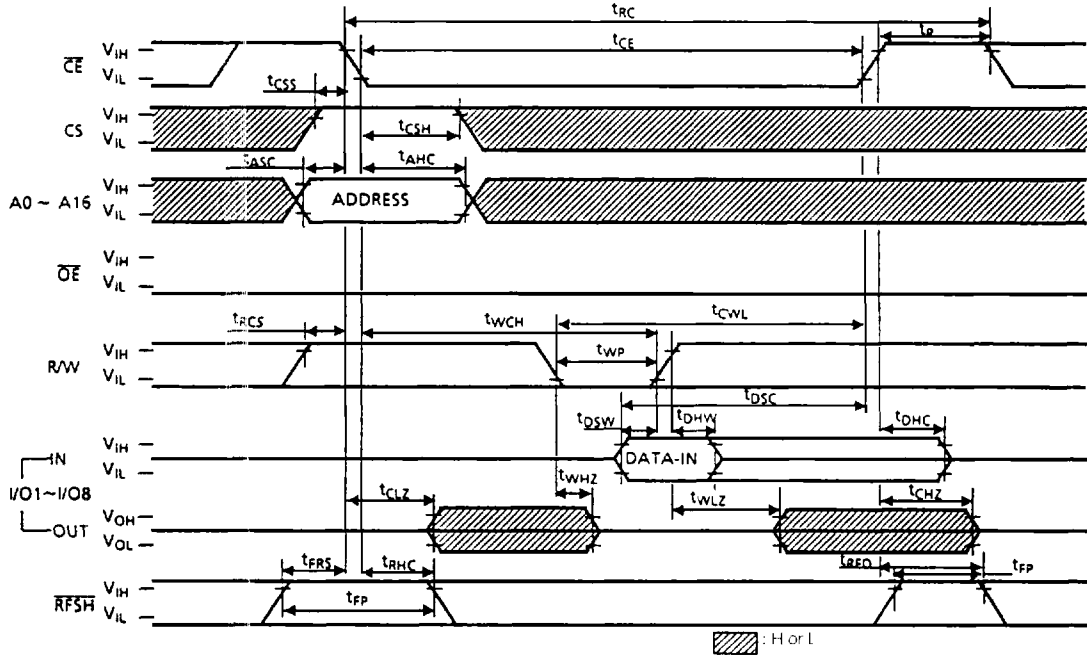 tRC
tCE
tR
CE
VIH
VIL
tCSS
CS
VIH
VIL
tCSH
tASC
tAHC
A0 ~ A16
VIH
VIL
ADDRESS
OE
VIH
VIL
tRCS
tWCH
tCWL
R/W
VIH
VIL
tWP
tDSC
tDSW
tDHW
tDHC
IN
VIH
VIL
DATA-IN
I/O1~I/O8
tCLZ
tWHZ
tWLZ
tCHZ
OUT
VOH
VOL
tFRS
tRHC
tRFD
tFP
RFSH
VIH
VIL
tFP
: H or L